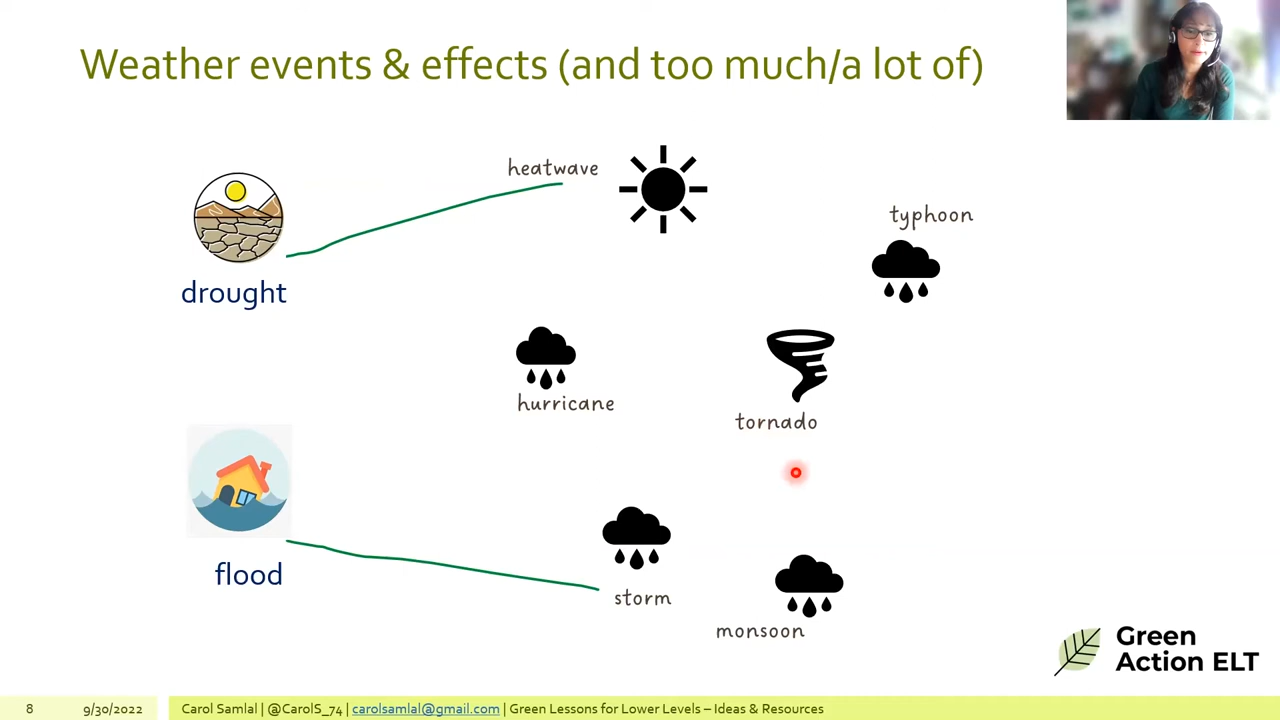 Weather events & effects (and too much/a lot of)
heatwave
typhoon
drought
hurricane
tornado
flood
storm
monsoon
Green
Action ELT
8 9/30/2022 Carol Samlal | @CarolS_74 | carolsamlal@gmail.com | Green Lessons for Lower Levels – Ideas & Resources